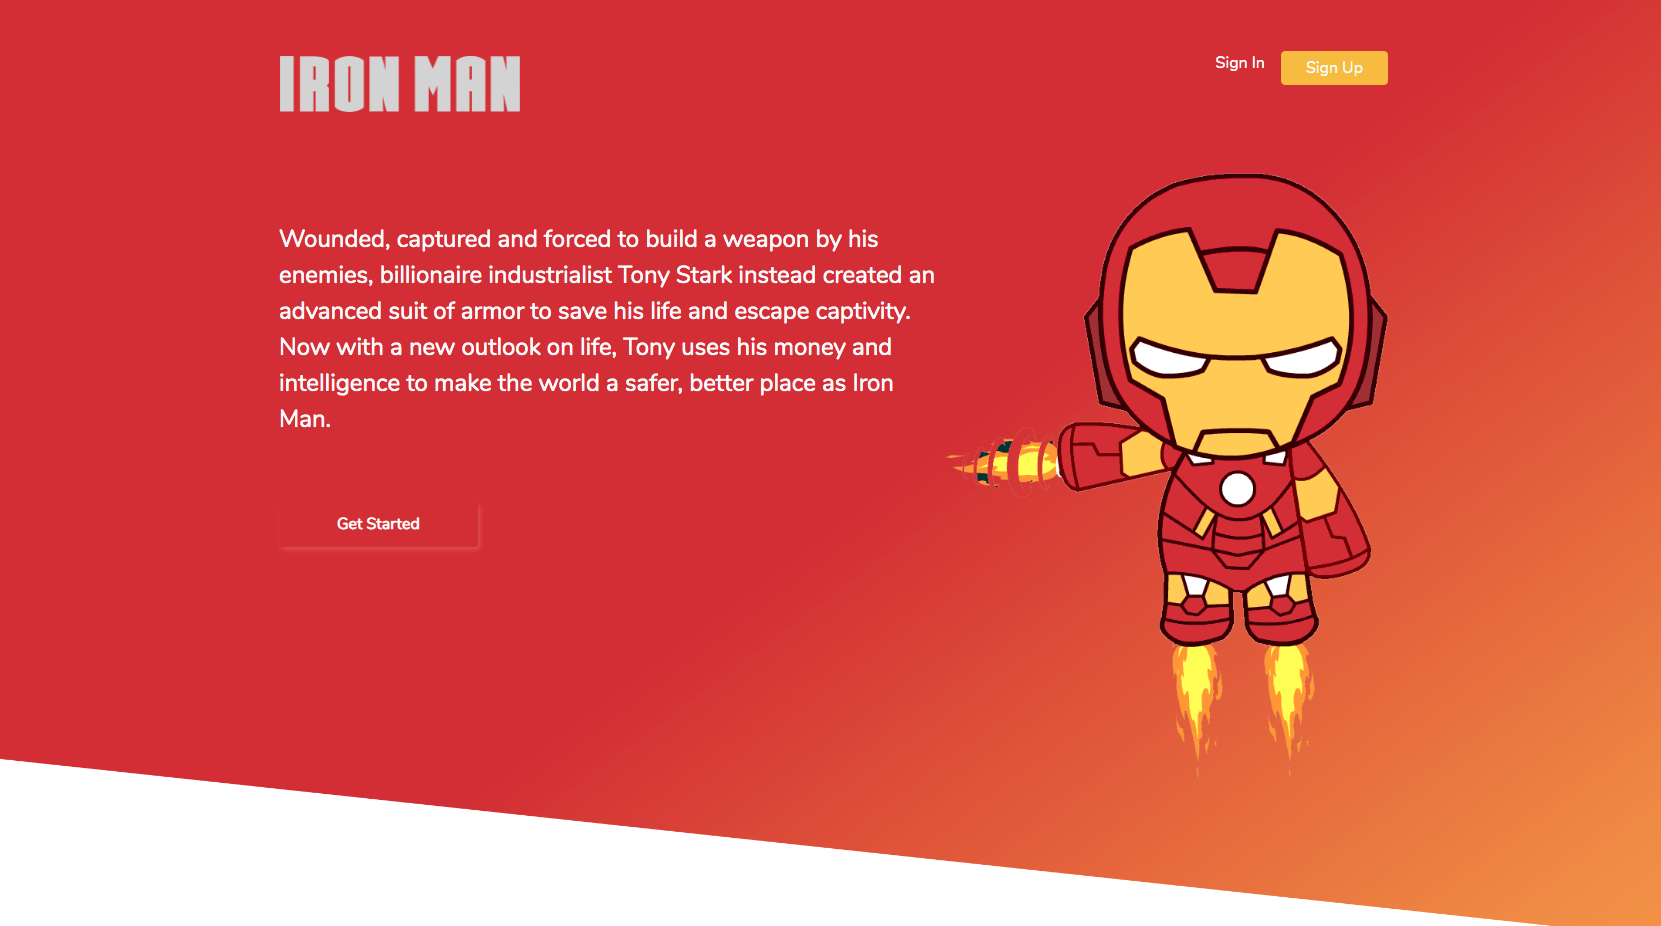 IRON MAN
Sign In
Sign Up
Wounded, captured and forced to build a weapon by his
enemies, billionaire industrialist Tony Stark instead created an
advanced suit of armor to save his life and escape captivity.
Now with a new outlook on life, Tony uses his money and
intelligence to make the world a safer, better place as Iron
Man.
Get Started